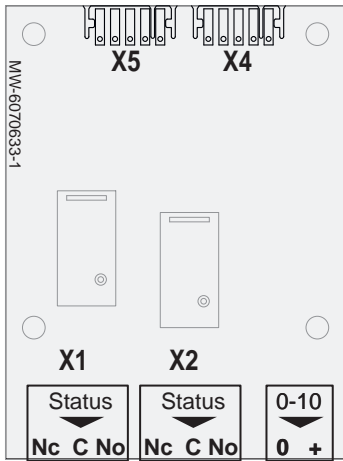 X5 X4
MW-6070633-1
X1 X2
Status Status 0-10
Nc C No Nc C No 0 +